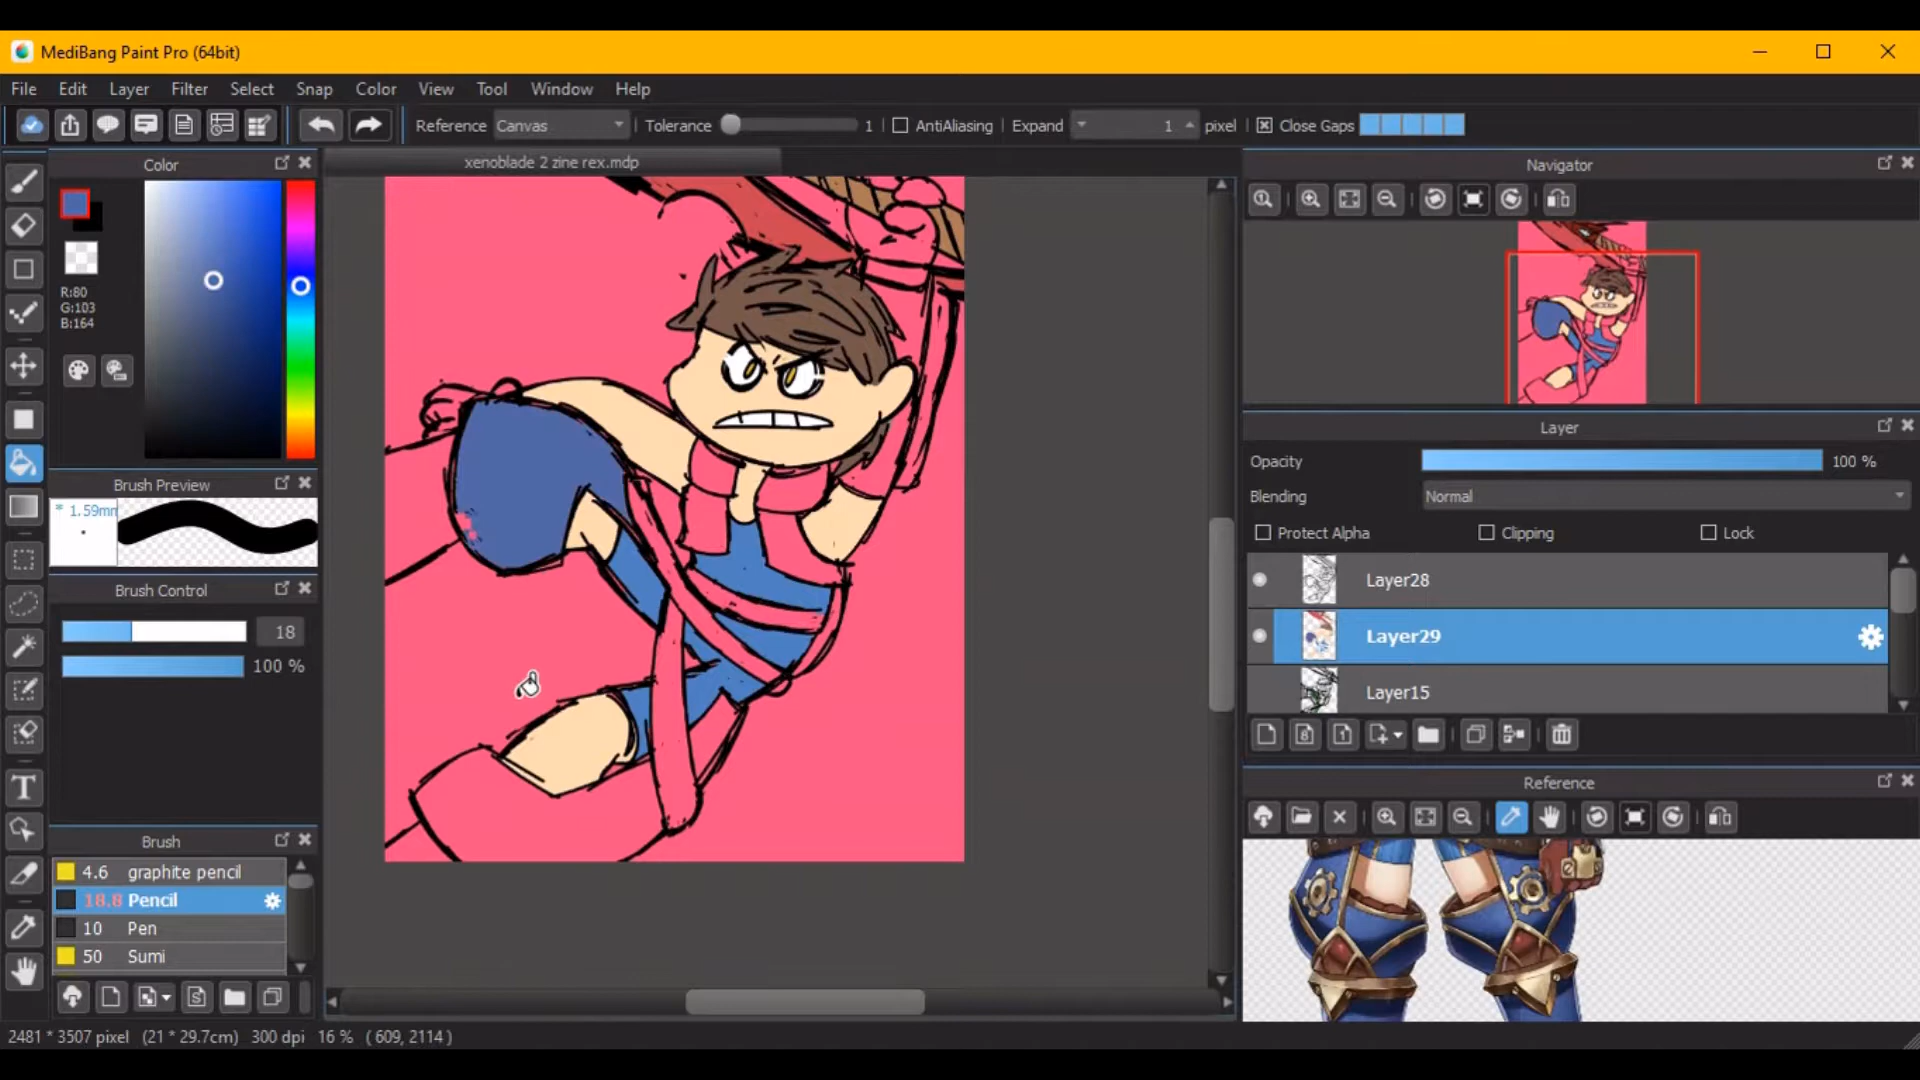 MediBang Paint Pro (64bit)
File Edit Layer Filter Select Snap Color View Tool Window Help
Reference Canvas Tolerance 1 AntiAliasing Expand 1 pixel Close Gaps
Color
xenoblade 2 zine rex.mdp
Navigator
R:80
G:103
B:164
Layer
Opacity 100 %
Brush Preview
Blending Normal
* 1.59mm
Protect Alpha Clipping Lock
Brush Control
Layer28
18
Layer29
100 %
Layer15
Reference
Brush
4.6 graphite pencil
18.8 Pencil
10 Pen
50 Sumi
2481 * 3507 pixel (21 * 29.7cm) 300 dpi 16 % ( 609, 2114 )